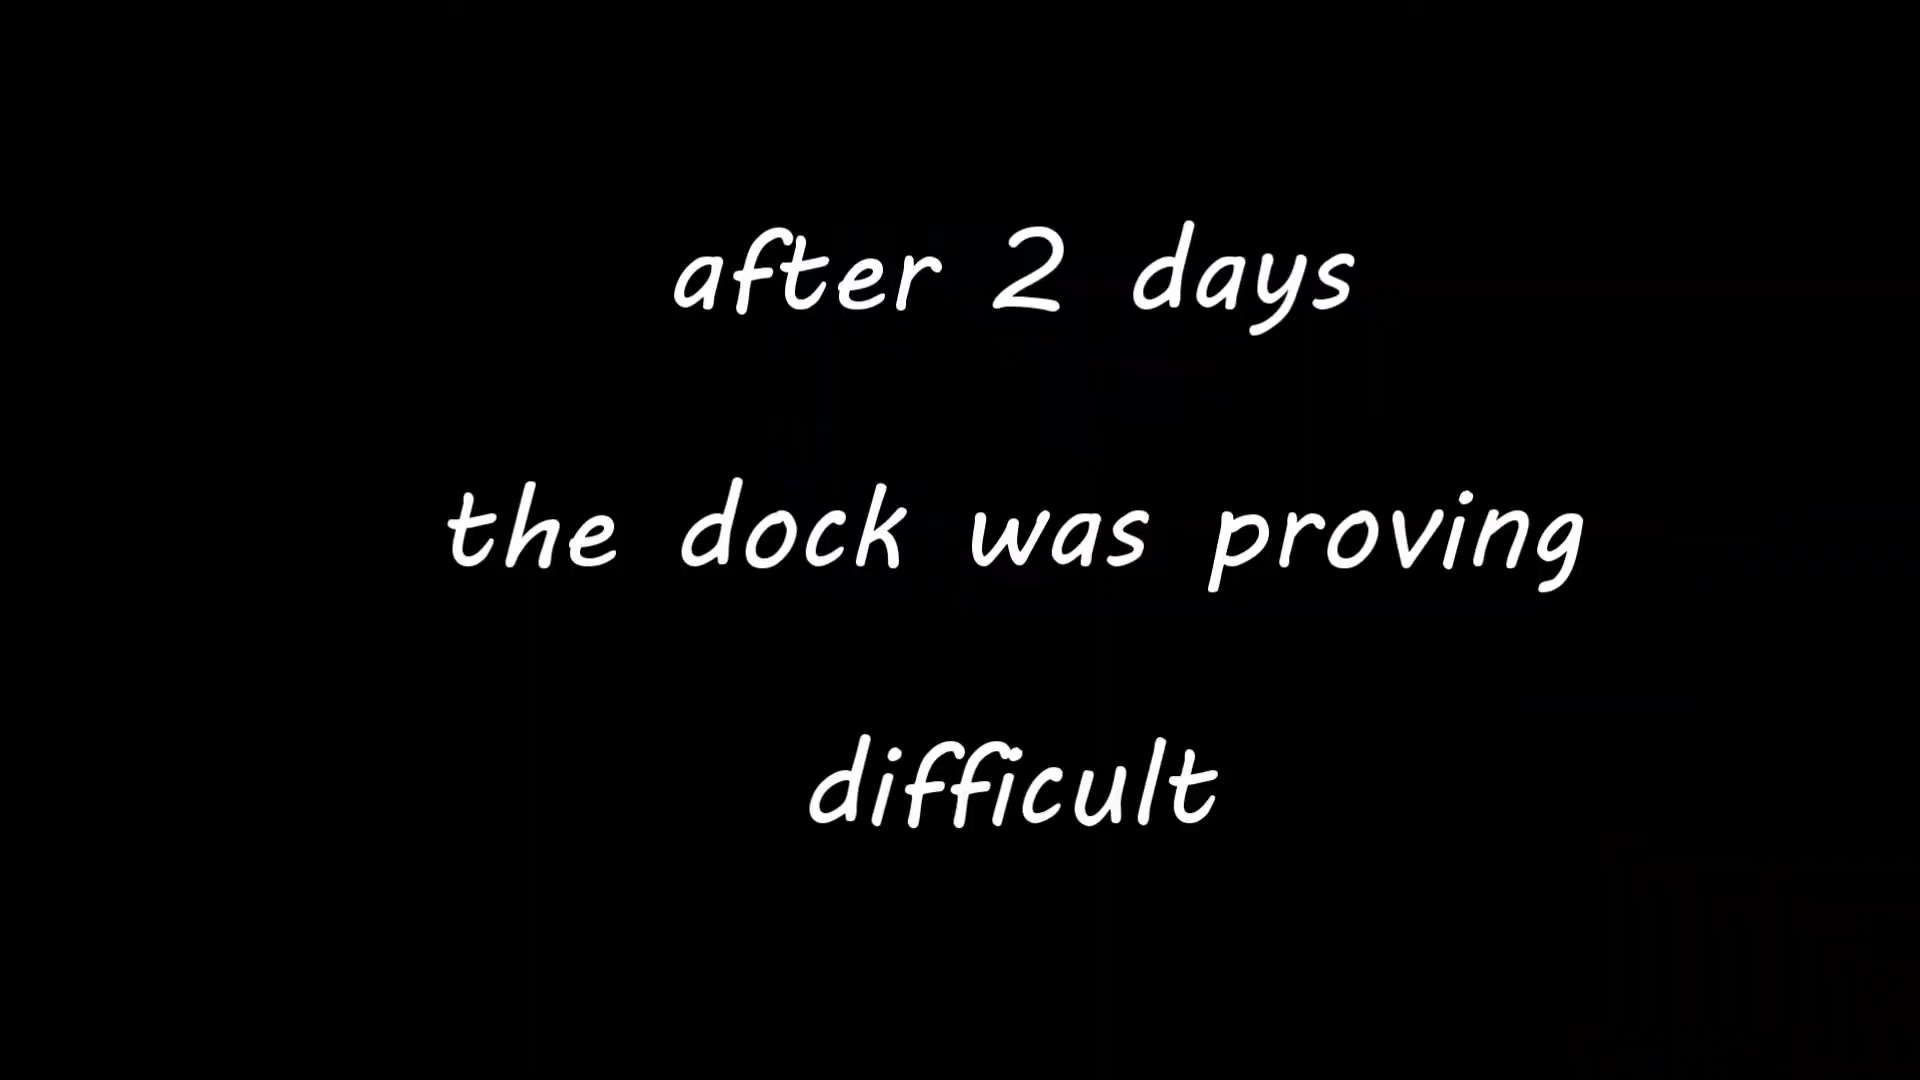 after 2 days
the dock was proving
difficult